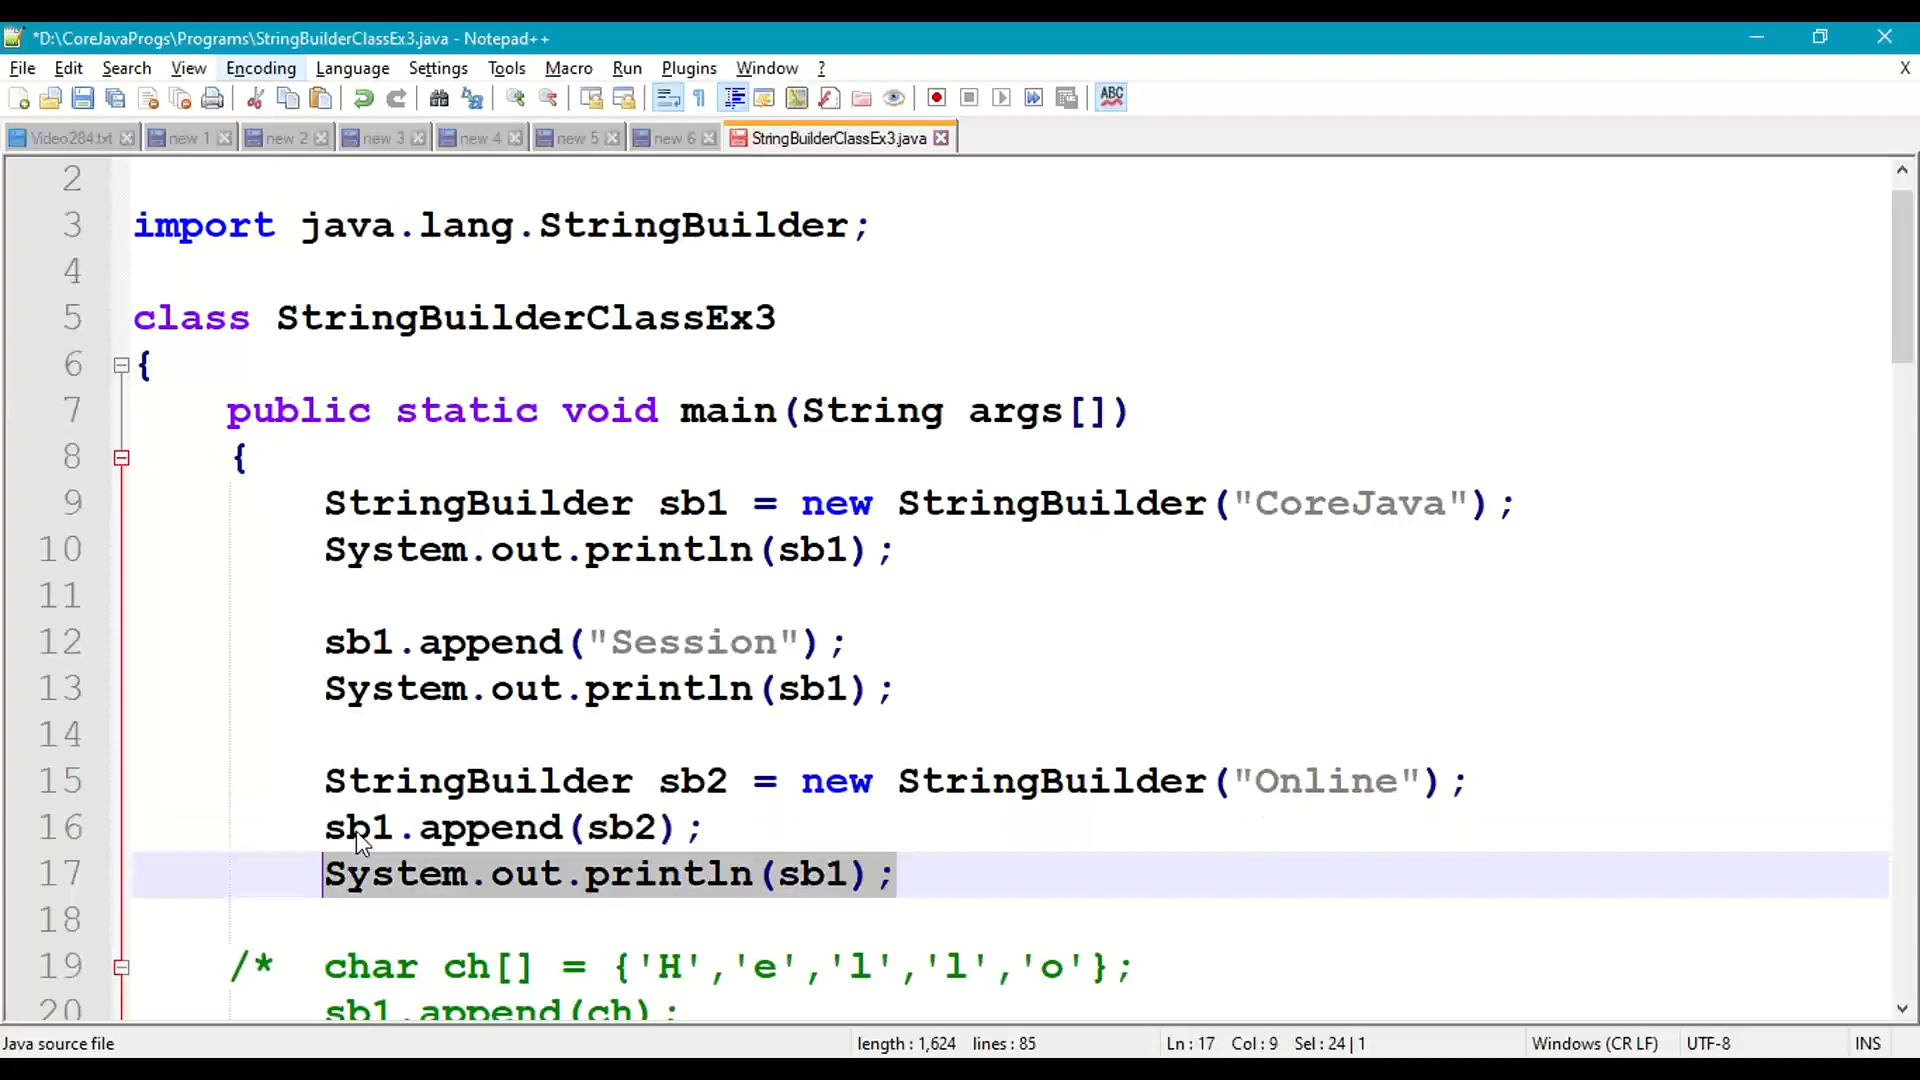 *D:\CoreJavaProgs\Programs\StringBuilderClassEx3.java - Notepad++
File Edit Search View Encoding Language Settings Tools Macro Run Plugins Window ? X
ABC
Video284.txt new 1 new 2 new 3 new 4 new 5 new 6 StringBuilderClassEx3.java
2
3 import java.lang.StringBuilder;
4
5 class StringBuilderClassEx3
6 {
7 public static void main(String args[])
8 {
9 StringBuilder sb1 = new StringBuilder("CoreJava");
10 System.out.println(sb1);
11
12 sb1.append("Session");
13 System.out.println(sb1);
14
15 StringBuilder sb2 = new StringBuilder("Online");
16 sb1.append(sb2);
17 System.out.println(sb1);
18
19 /* char ch[] = {'H','e','l','l','o'};
20 sb1.append(ch);
Java source file length : 1,624 lines : 85 Ln : 17 Col : 9 Sel : 24 | 1 Windows (CR LF) UTF-8 INS